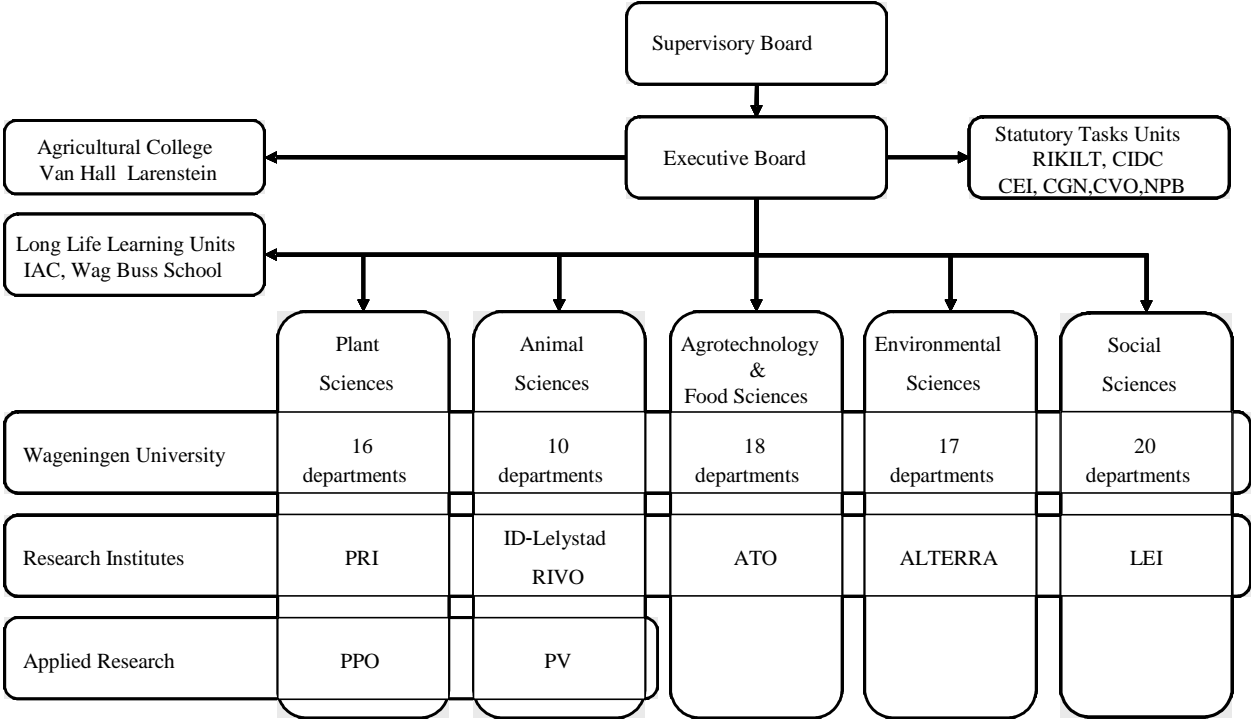 Supervisory Board
Agricultural College
Van Hall Larenstein
Executive Board
Statutory Tasks Units
RIKILT, CIDC
CEI, CGN,CVO,NPB
Long Life Learning Units
IAC, Wag Buss School
Plant
Sciences
Animal
Sciences
Agrotechnology
&
Food Sciences
Environmental
Sciences
Social
Sciences
Wageningen University
16
departments
10
departments
18
departments
17
departments
20
departments
Research Institutes
PRI
ID-Lelystad
RIVO
ATO
ALTERRA
LEI
Applied Research
PPO
PV